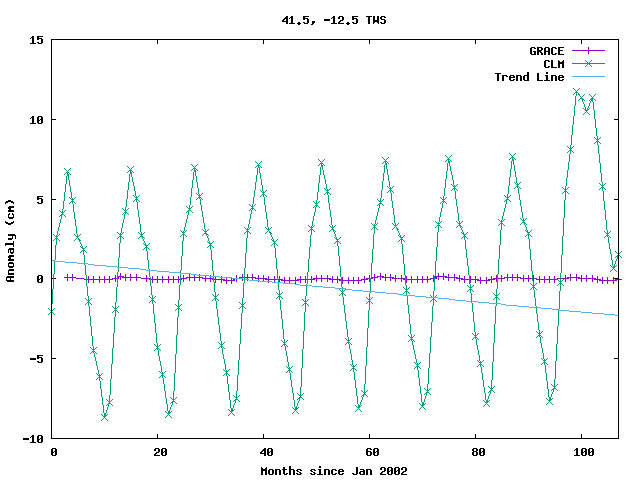 41.5, -12.5 TWS
15
GRACE
CLM
Trend Line
10
5
Anomaly (cm)
0
-5
-10
0 20 40 60 80 100
Months since Jan 2002